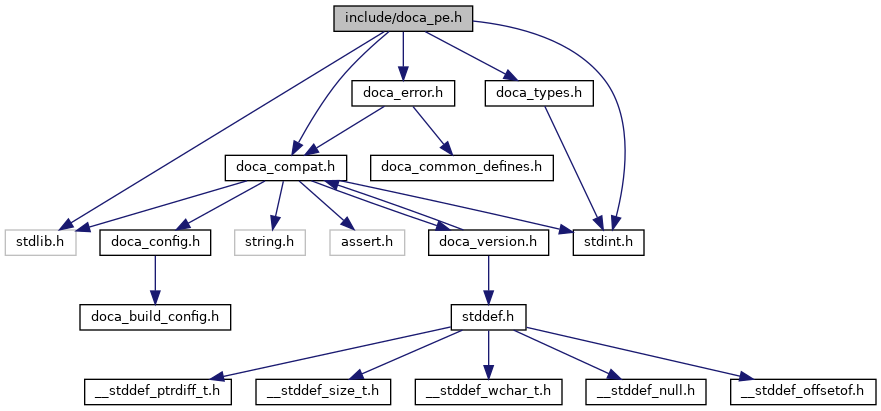 include/doca_pe.h
doca_error.h
doca_types.h
doca_compat.h
doca_common_defines.h
stdlib.h
doca_config.h
string.h
assert.h
doca_version.h
stdint.h
doca_build_config.h
stddef.h
__stddef_ptrdiff_t.h
__stddef_size_t.h
__stddef_wchar_t.h
__stddef_null.h
__stddef_offsetof.h